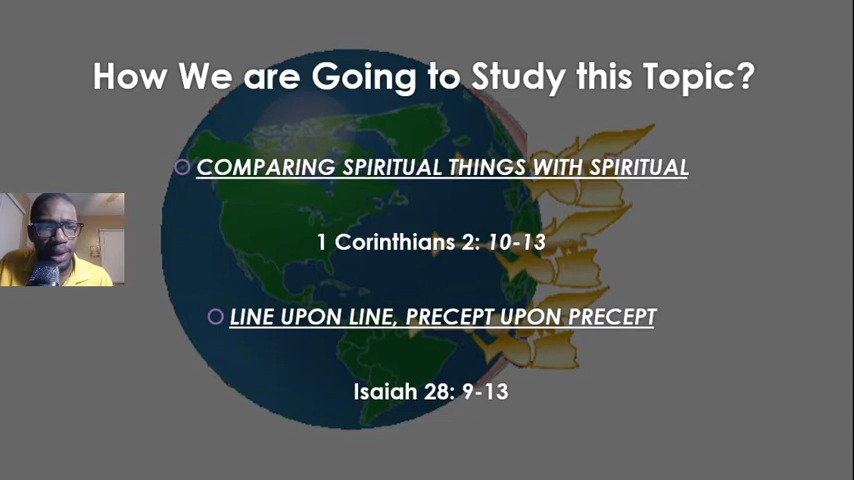 How We are Going to Study this Topic?
COMPARING SPIRITUAL THINGS WITH SPIRITUAL
1 Corinthians 2: 10-13
LINE UPON LINE, PRECEPT UPON PRECEPT
Isaiah 28: 9-13